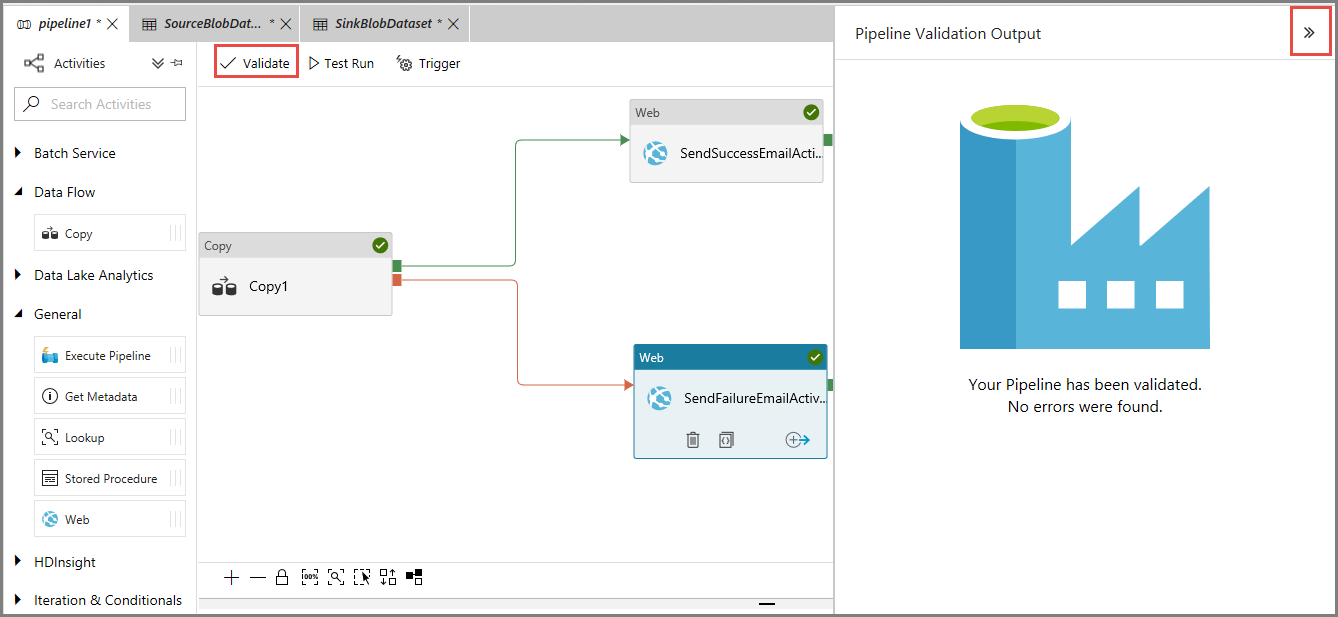 pipeline1 *
SourceBlobDat... *
SinkBlobDataset *
Activities
Search Activities
Batch Service
Data Flow
Copy
Data Lake Analytics
General
Execute Pipeline
Get Metadata
Lookup
Stored Procedure
Web
HDInsight
Iteration & Conditionals
Validate
Test Run
Trigger
Copy
Copy1
Web
SendSuccessEmailActi...
Web
SendFailureEmailActiv...
100%
Pipeline Validation Output
Your Pipeline has been validated.
No errors were found.